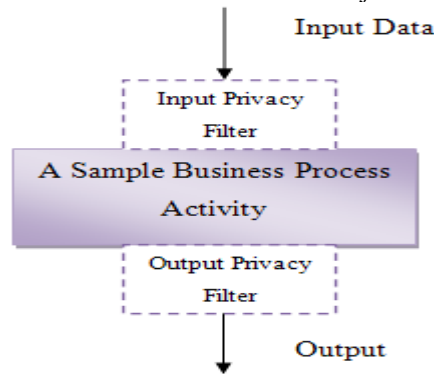 Input Data
Input Privacy
Filter
A Sample Business Process
Activity
Output Privacy
Filter
Output